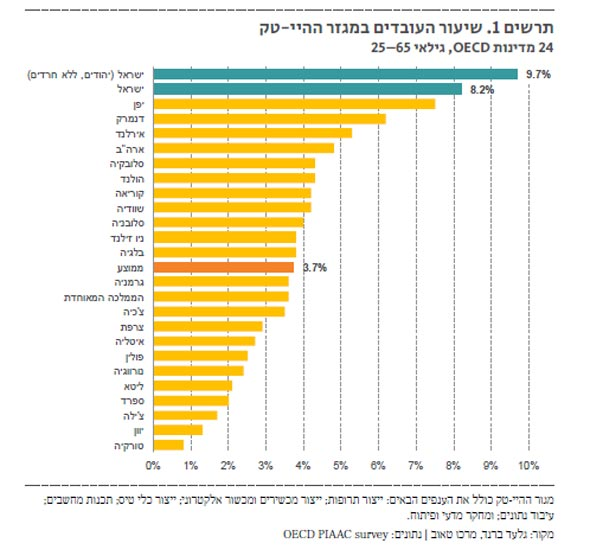 תרשים 1. שיעור העובדים במגזר ההיי-טק
24 מדינות OECD, גילאי 25–65
ישראל (יהודים, ללא חרדים) 9.7%
ישראל 8.2%
יפן
דנמרק
אירלנד
ארה"ב
סלובקיה
הולנד
קוריאה
שוודיה
סלובניה
ניו זילנד
בלגיה
ממוצע 3.7%
גרמניה
הממלכה המאוחדת
צ'כיה
צרפת
איטליה
פולין
נורווגיה
ליטא
ספרד
צ'ילה
יוון
טורקיה
0% 1% 2% 3% 4% 5% 6% 7% 8% 9% 10%
מגזר ההיי-טק כולל את הענפים הבאים: ייצור תרופות; ייצור מכשירים ומכשור אלקטרוני; ייצור כלי טיס; תכנות מחשבים;
עיבוד נתונים; ומחקר מדעי ופיתוח.
מקור: גלעד ברנד, מרכז טאוב | נתונים: OECD PIAAC survey